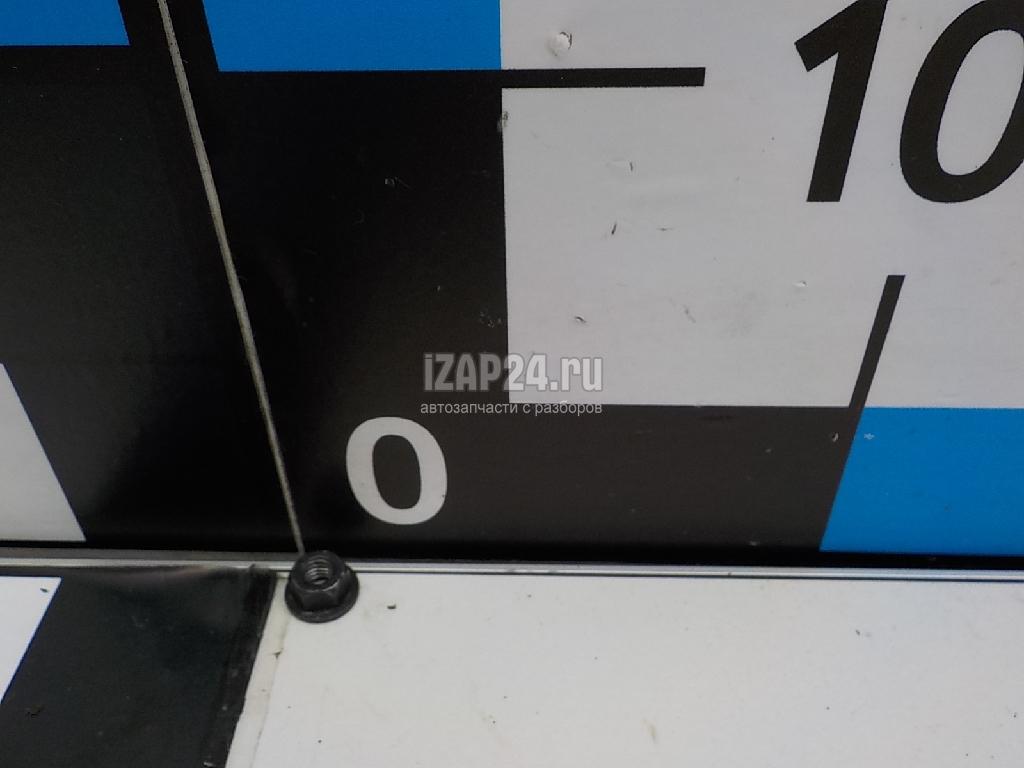 10
iZAP24.ru
автозапчасти с разборов
0